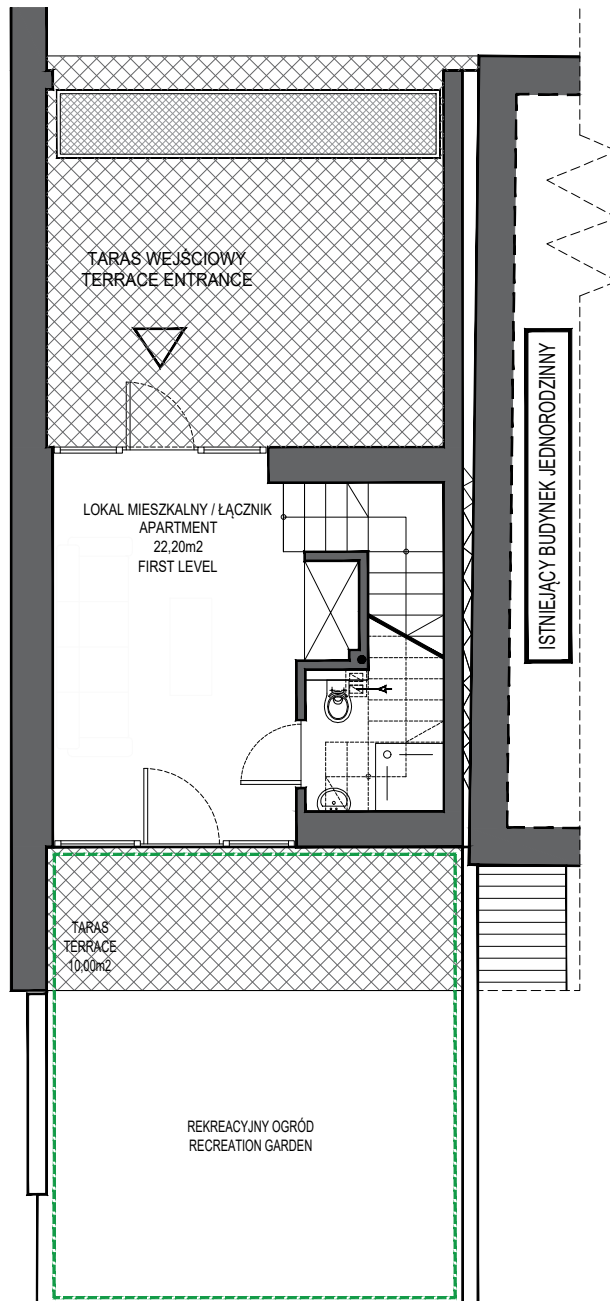 TARAS WEJŚCIOWY
TERRACE ENTRANCE
ISTNIEJĄCY BUDYNEK JEDNORODZINNY
LOKAL MIESZKALNY / ŁĄCZNIK
APARTMENT
22,20m2
FIRST LEVEL
TARAS
TERRACE
10,00m2
REKREACYJNY OGRÓD
RECREATION GARDEN